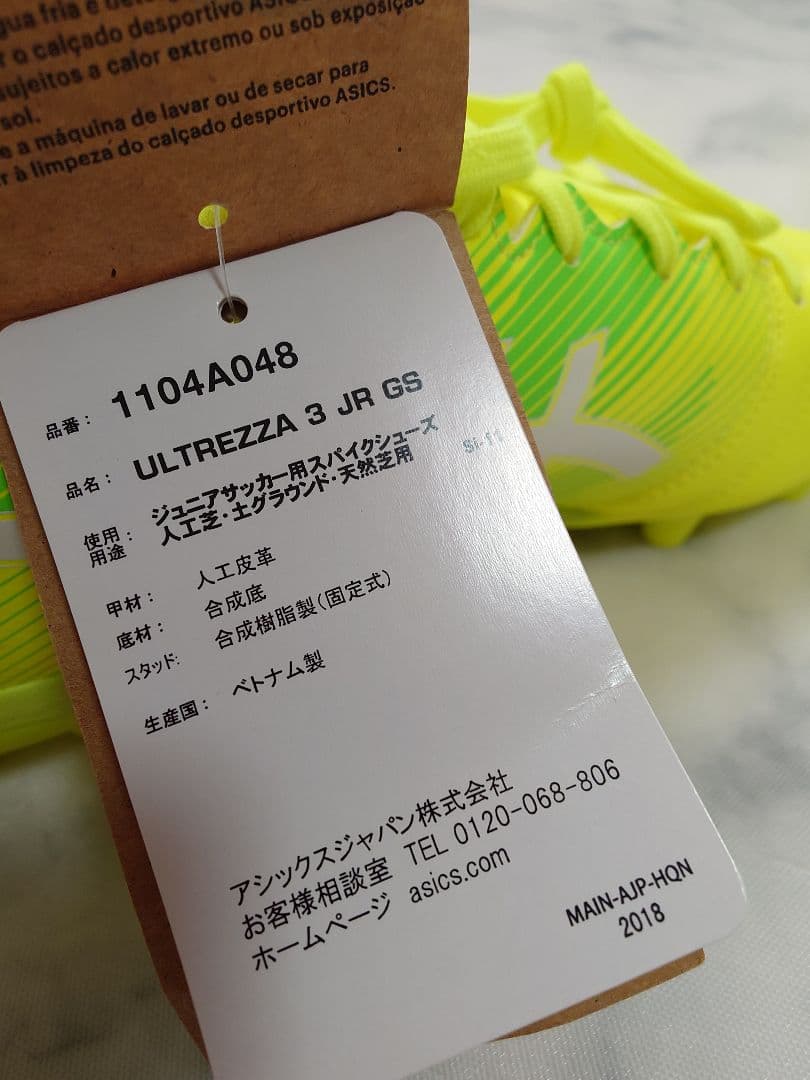 gua fria e
r o calçado desportivo ASICS
sujeitos a calor extremo ou sob exposição
sol.
e a máquina de lavar ou de secar para
r à limpeza do calçado desportivo ASICS.
品番： 1104A048
品名： ULTREZZA 3 JR GS
使用用途： ジュニアサッカー用スパイクシューズ
人工芝・土グラウンド・天然芝用
Si-11
甲材： 人工皮革
底材： 合成底
スタッド: 合成樹脂製(固定式)
生産国： ベトナム製
アシックスジャパン株式会社
お客様相談室 TEL 0120-068-806
ホームページ asics.com
MAIN-AJP-HQN
2018